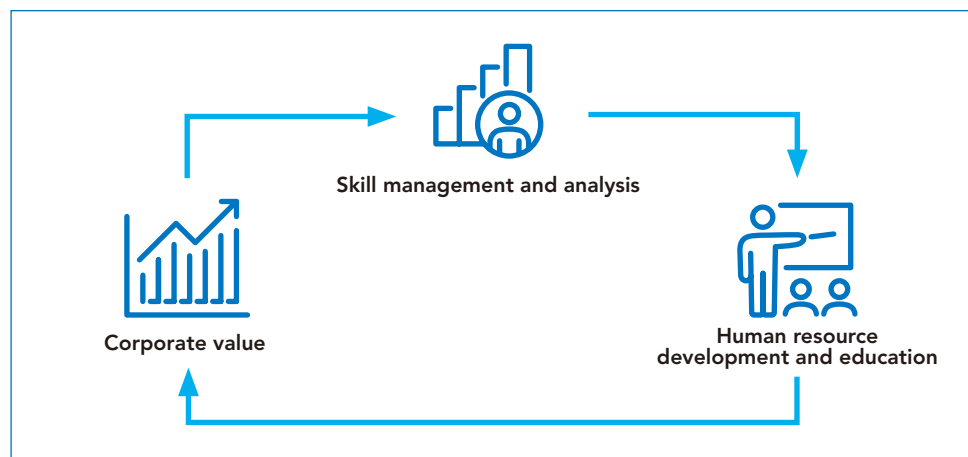 Skill management and analysis
Corporate value
Human resource
development and education